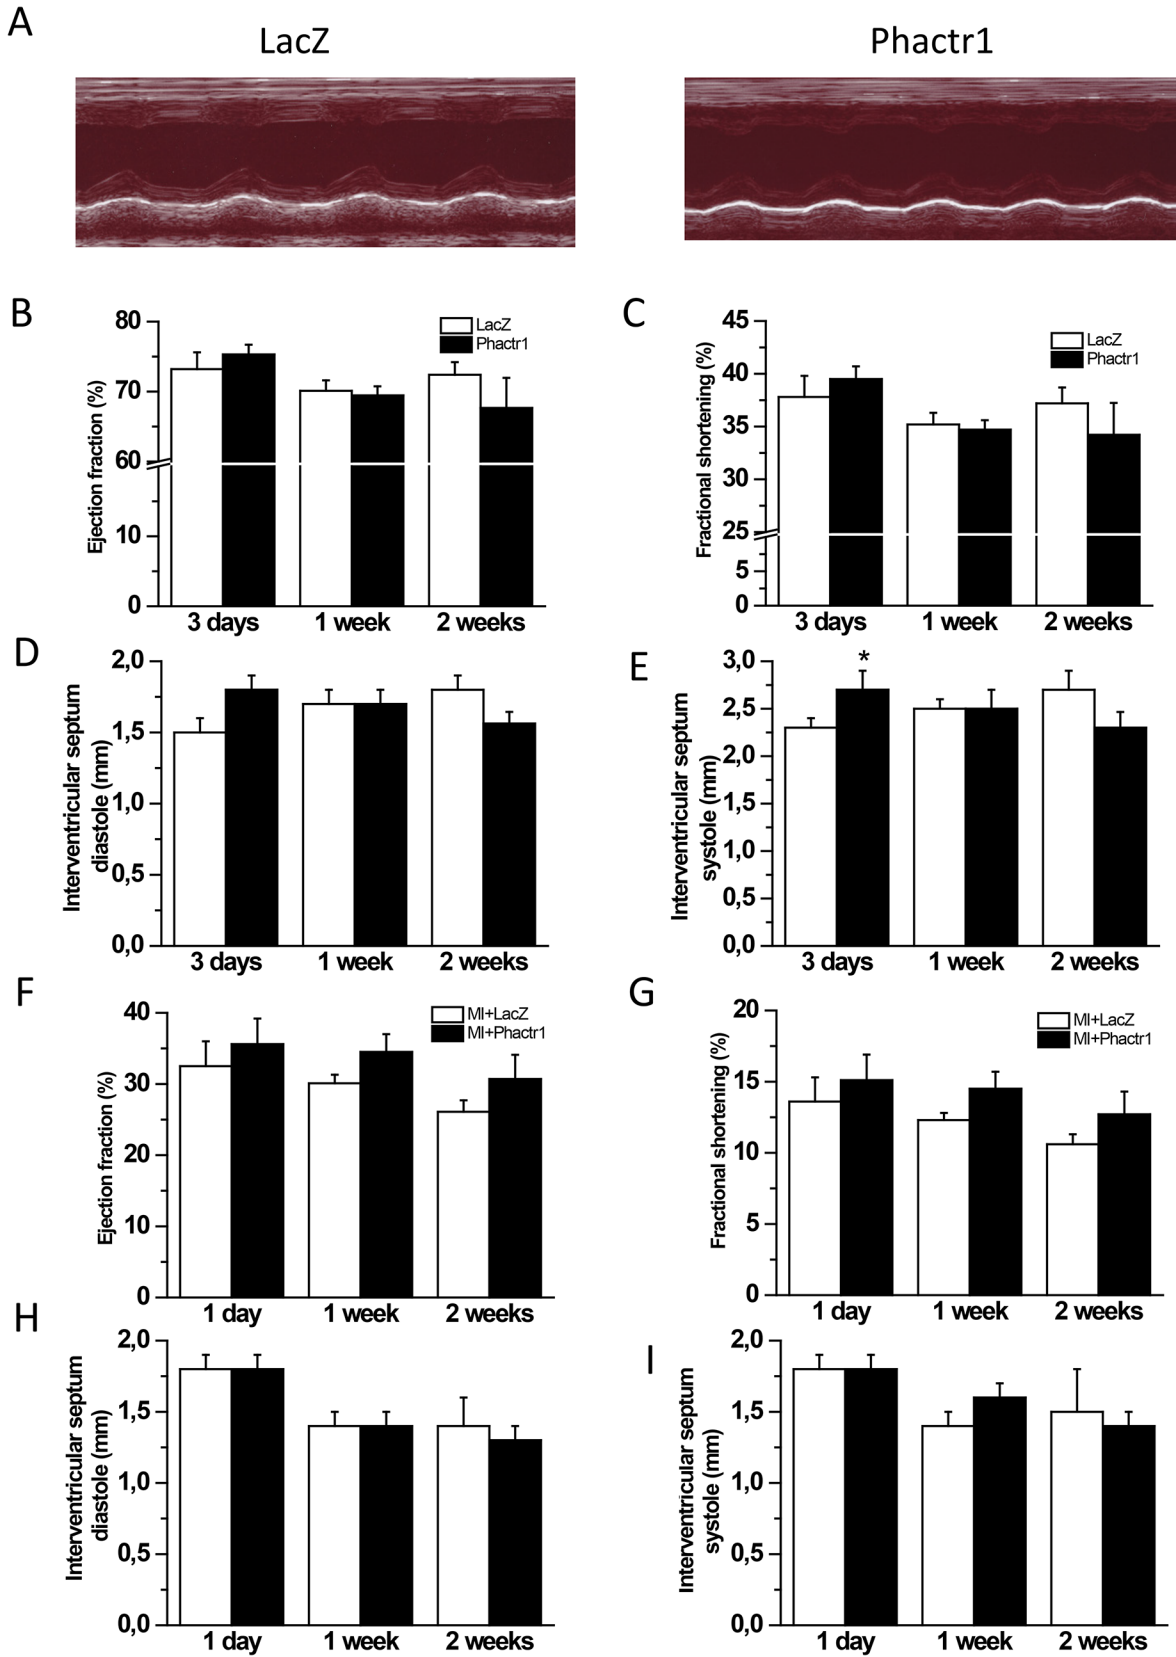 A
LacZ
Phactr1
B
Ejection fraction (%)
80
70
60
10
0
LacZ
Phactr1
3 days 1 week 2 weeks
C
Fractional shortening (%)
45
40
35
30
25
5
0
LacZ
Phactr1
3 days 1 week 2 weeks
D
Interventricular septum
diastole (mm)
2,0
1,5
1,0
0,5
0,0
3 days 1 week 2 weeks
E
Interventricular septum
systole (mm)
3,0
2,5
2,0
1,5
1,0
0,5
0,0
*
3 days 1 week 2 weeks
F
Ejection fraction (%)
40
30
20
10
0
MI+LacZ
MI+Phactr1
1 day 1 week 2 weeks
G
Fractional shortening (%)
20
15
10
5
0
MI+LacZ
MI+Phactr1
1 day 1 week 2 weeks
H
Interventricular septum
diastole (mm)
2,0
1,5
1,0
0,5
0,0
1 day 1 week 2 weeks
I
Interventricular septum
systole (mm)
2,0
1,5
1,0
0,5
0,0
1 day 1 week 2 weeks